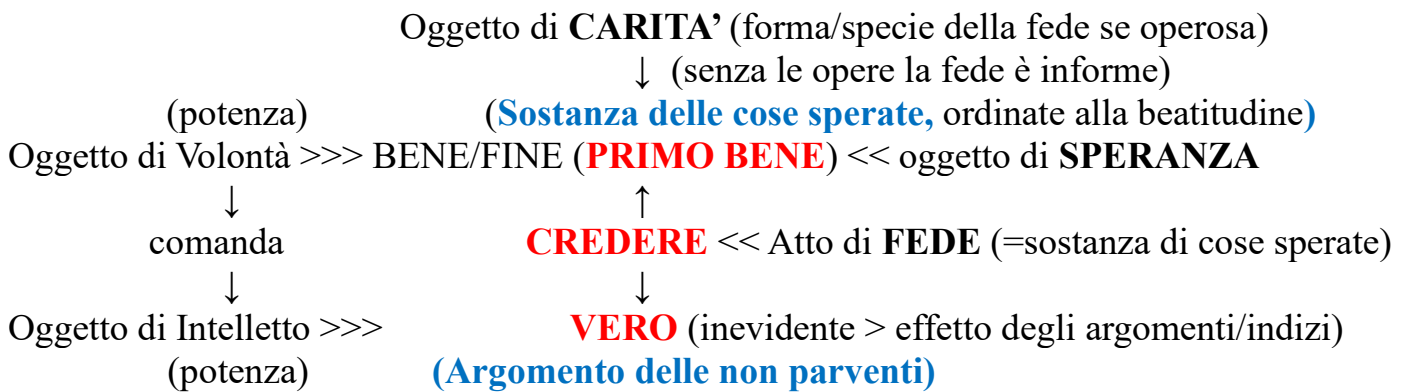 Oggetto di CARITA’ (forma/specie della fede se operosa)
↓ (senza le opere la fede è informe)
(potenza) (Sostanza delle cose sperate, ordinate alla beatitudine)
Oggetto di Volontà >>> BENE/FINE (PRIMO BENE) << oggetto di SPERANZA
↓ ↑
comanda CREDERE << Atto di FEDE (=sostanza di cose sperate)
↓ ↓
Oggetto di Intelletto >>> VERO (inevidente > effetto degli argomenti/indizi)
(potenza) (Argomento delle non parventi)